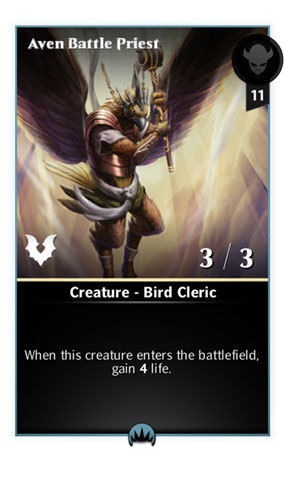 Aven Battle Priest
11
3 / 3
Creature - Bird Cleric
When this creature enters the battlefield,
gain 4 life.